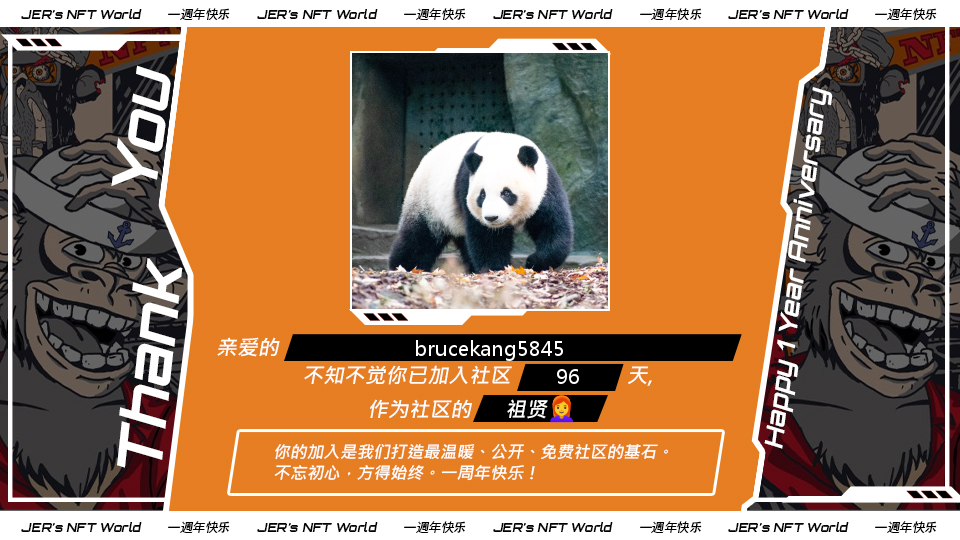 JER's NFT World 一週年快乐 JER's NFT World 一週年快乐 JER's NFT World 一週年快乐 JER's NFT World 一週年快乐
Thank You
亲爱的 brucekang5845
不知不觉你已加入社区 96 天,
作为社区的 祖贤👩‍🦰
你的加入是我们打造最温暖、公开、免费社区的基石。
不忘初心，方得始终。一周年快乐！
Happy 1 Year Anniversary
JER's NFT World 一週年快乐 JER's NFT World 一週年快乐 JER's NFT World 一週年快乐 JER's NFT World 一週年快乐